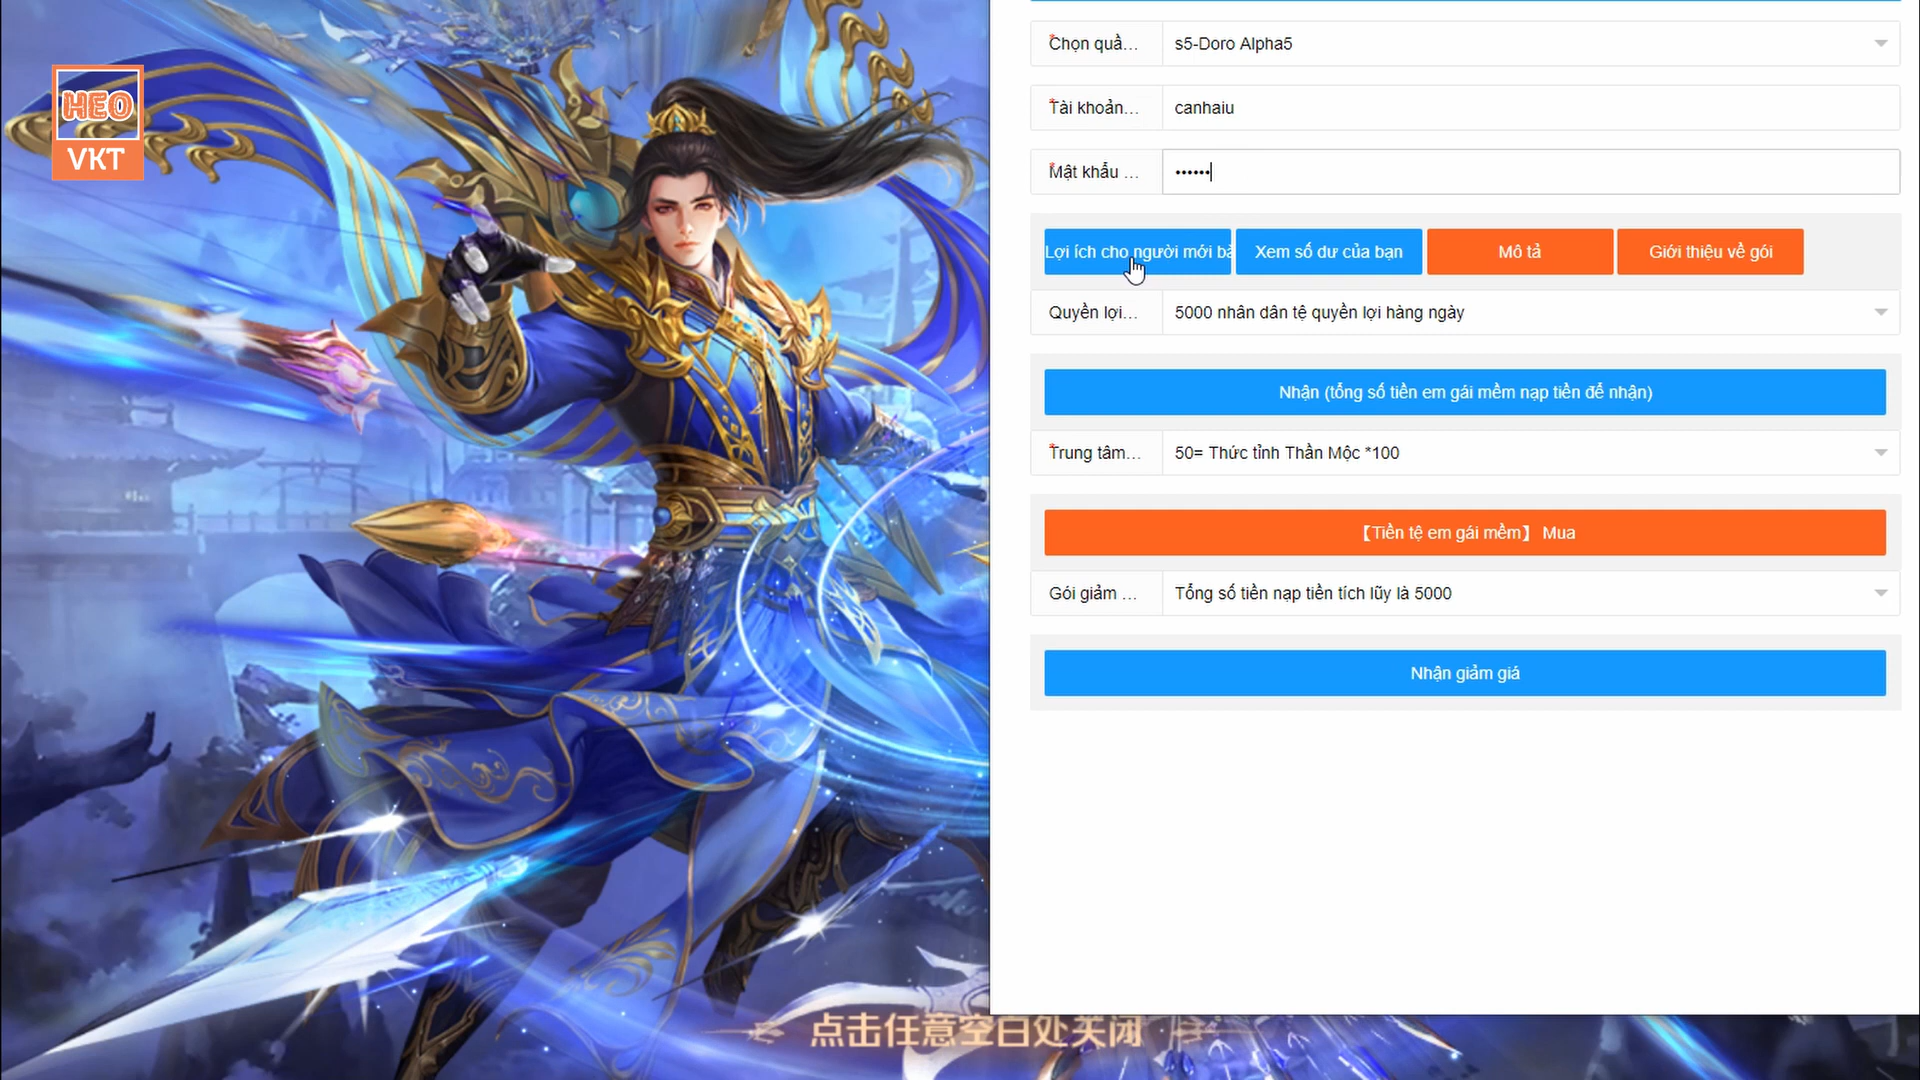 HEO
VKT
*Chọn quầ...
s5-Doro Alpha5
*Tài khoản...
canhaiu
*Mật khẩu ...
••••••
Lợi ích cho người mới bắ
Xem số dư của bạn
Mô tả
Giới thiệu về gói
Quyền lợi...
5000 nhân dân tệ quyền lợi hàng ngày
Nhận (tổng số tiền em gái mềm nạp tiền để nhận)
*Trung tâm...
50= Thức tỉnh Thần Mộc *100
【Tiền tệ em gái mềm】 Mua
Gói giảm ...
Tổng số tiền nạp tiền tích lũy là 5000
Nhận giảm giá
点击任意空白处关闭